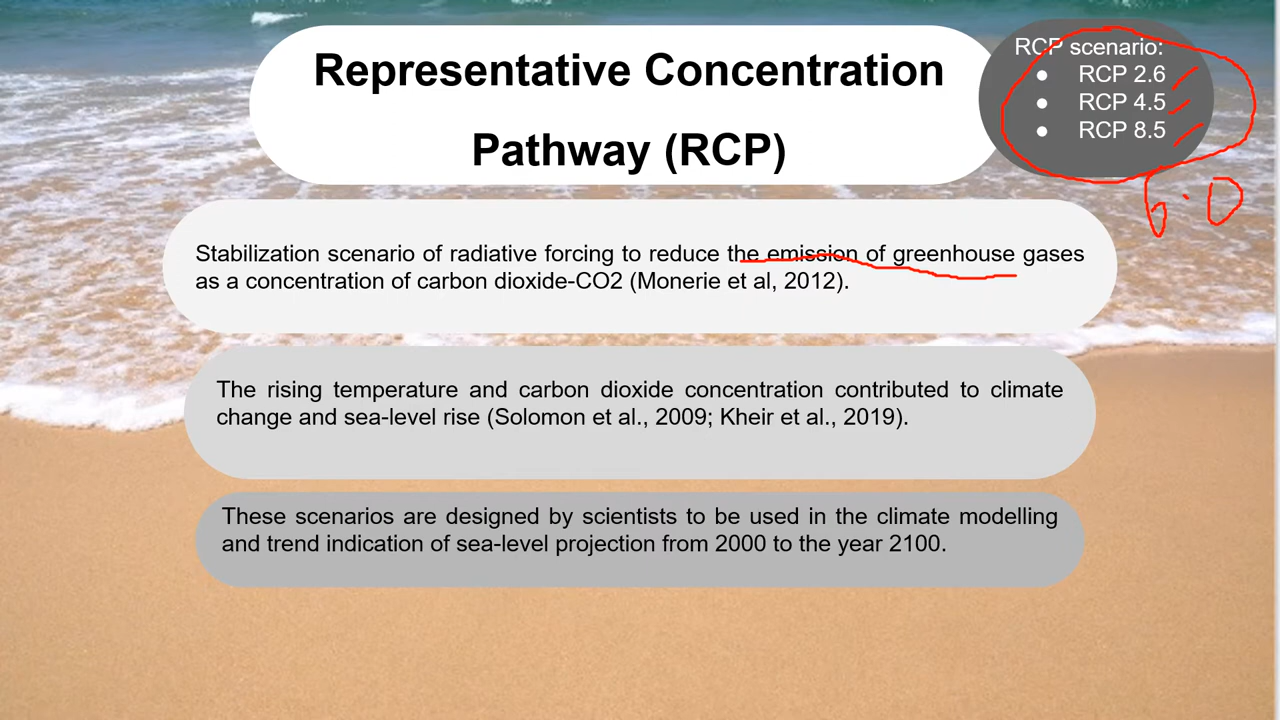 Representative Concentration
Pathway (RCP)
RCP scenario:
● RCP 2.6
● RCP 4.5
● RCP 8.5
6.0
Stabilization scenario of radiative forcing to reduce the emission of greenhouse gases
as a concentration of carbon dioxide-CO2 (Monerie et al, 2012).
The rising temperature and carbon dioxide concentration contributed to climate
change and sea-level rise (Solomon et al., 2009; Kheir et al., 2019).
These scenarios are designed by scientists to be used in the climate modelling
and trend indication of sea-level projection from 2000 to the year 2100.